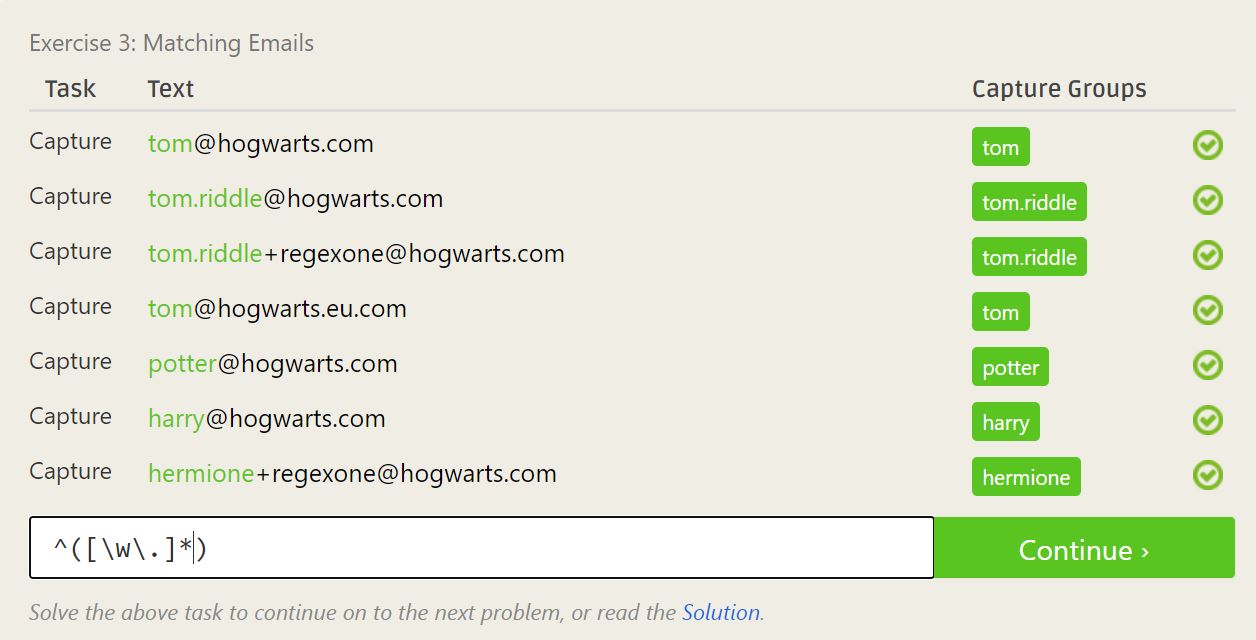 Exercise 3: Matching Emails
Task Text Capture Groups
Capture tom@hogwarts.com tom
Capture tom.riddle@hogwarts.com tom.riddle
Capture tom.riddle+regexone@hogwarts.com tom.riddle
Capture tom@hogwarts.eu.com tom
Capture potter@hogwarts.com potter
Capture harry@hogwarts.com harry
Capture hermione+regexone@hogwarts.com hermione
^([\w\.]*) Continue ›
Solve the above task to continue on to the next problem, or read the Solution.